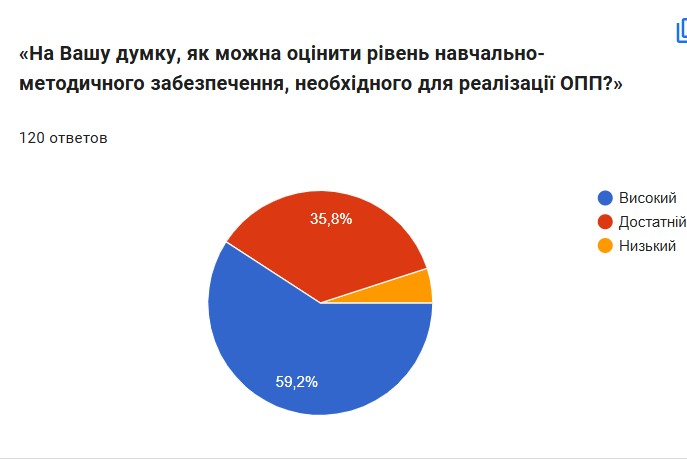 «На Вашу думку, як можна оцінити рівень навчально-
методичного забезпечення, необхідного для реалізації ОПП?»
120 ответов
Високий
Достатній
Низький
35,8%
59,2%